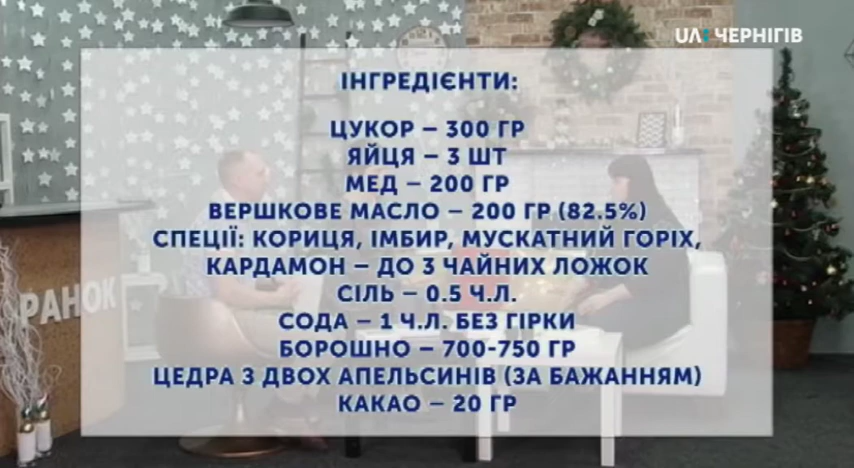 UA: ЧЕРНІГІВ
ІНГРЕДІЄНТИ:
ЦУКОР – 300 ГР
ЯЙЦЯ – 3 ШТ
МЕД – 200 ГР
ВЕРШКОВЕ МАСЛО – 200 ГР (82.5%)
СПЕЦІЇ: КОРИЦЯ, ІМБИР, МУСКАТНИЙ ГОРІХ,
КАРДАМОН – ДО 3 ЧАЙНИХ ЛОЖОК
СІЛЬ – 0.5 Ч.Л.
РАНОК
СОДА – 1 Ч.Л. БЕЗ ГІРКИ
БОРОШНО – 700-750 ГР
ЦЕДРА З ДВОХ АПЕЛЬСИНІВ (ЗА БАЖАННЯМ)
КАКАО – 20 ГР